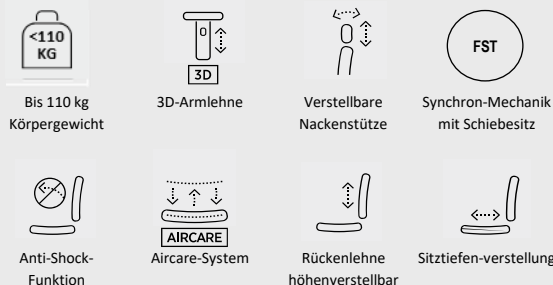 <110
KG
3D
FST
Bis 110 kg
Körpergewicht
3D-Armlehne
Verstellbare
Nackenstütze
Synchron-Mechanik
mit Schiebesitz
AIRCARE
Anti-Shock-
Funktion
Aircare-System
Rückenlehne
höhenverstellbar
Sitztiefen-verstellung